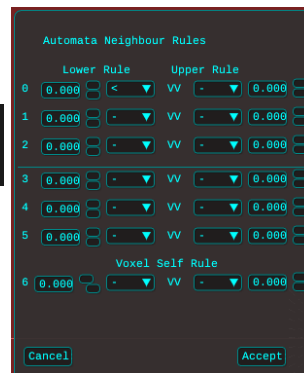 Automata Neighbour Rules
Lower Rule Upper Rule
0 0.000 < VV - 0.000
1 0.000 - VV - 0.000
2 0.000 - VV - 0.000
3 0.000 - VV - 0.000
4 0.000 - VV - 0.000
5 0.000 - VV - 0.000
Voxel Self Rule
6 0.000 - VV - 0.000
Cancel Accept